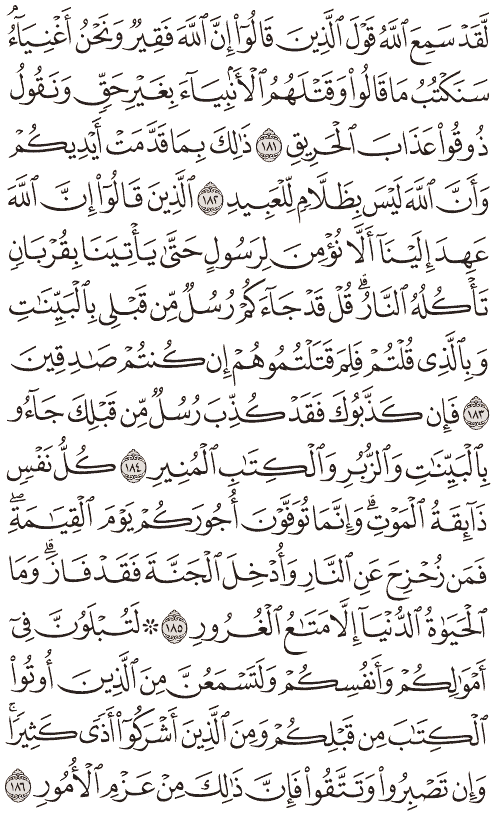 لَّقَدْ سَمِعَ ٱللَّهُ قَوْلَ ٱلَّذِينَ قَالُوٓا۟ إِنَّ ٱللَّهَ فَقِيرٌ وَنَحْنُ أَغْنِيَآءُ ۘ
سَنَكْتُبُ مَا قَالُوا۟ وَقَتْلَهُمُ ٱلْأَنۢبِيَآءَ بِغَيْرِ حَقٍّ وَنَقُولُ
ذُوقُوا۟ عَذَابَ ٱلْحَرِيقِ ١٨١ ذَٰلِكَ بِمَا قَدَّمَتْ أَيْدِيكُمْ
وَأَنَّ ٱللَّهَ لَيْسَ بِظَلَّامٍ لِّلْعَبِيدِ ١٨٢ ٱلَّذِينَ قَالُوٓا۟ إِنَّ ٱللَّهَ
عَهِدَ إِلَيْنَآ أَلَّا نُؤْمِنَ لِرَسُولٍ حَتَّىٰ يَأْتِيَنَا بِقُرْبَانٍ
تَأْكُلُهُ ٱلنَّارُ ۗ قُلْ قَدْ جَآءَكُمْ رُسُلٌ مِّن قَبْلِى بِٱلْبَيِّنَٰتِ
وَبِٱلَّذِى قُلْتُمْ فَلِمَ قَتَلْتُمُوهُمْ إِن كُنتُمْ صَٰدِقِينَ
١٨٣ فَإِن كَذَّبُوكَ فَقَدْ كُذِّبَ رُسُلٌ مِّن قَبْلِكَ جَآءُو
بِٱلْبَيِّنَٰتِ وَٱلزُّبُرِ وَٱلْكِتَٰبِ ٱلْمُنِيرِ ١٨٤ كُلُّ نَفْسٍ
ذَآئِقَةُ ٱلْمَوْتِ ۗ وَإِنَّمَا تُوَفَّوْنَ أُجُورَكُمْ يَوْمَ ٱلْقِيَٰمَةِ ۖ
فَمَن زُحْزِحَ عَنِ ٱلنَّارِ وَأُدْخِلَ ٱلْجَنَّةَ فَقَدْ فَازَ ۗ وَمَا
ٱلْحَيَوٰةُ ٱلدُّنْيَآ إِلَّا مَتَٰعُ ٱلْغُرُورِ ١٨٥ ۞ لَتُبْلَوُنَّ فِىٓ
أَمْوَٰلِكُمْ وَأَنفُسِكُمْ وَلَتَسْمَعُنَّ مِنَ ٱلَّذِينَ أُوتُوا۟
ٱلْكِتَٰبَ مِن قَبْلِكُمْ وَمِنَ ٱلَّذِينَ أَشْرَكُوٓا۟ أَذًى كَثِيرًا ۚ
وَإِن تَصْبِرُوا۟ وَتَتَّقُوا۟ فَإِنَّ ذَٰلِكَ مِنْ عَزْمِ ٱلْأُمُورِ ١٨٦